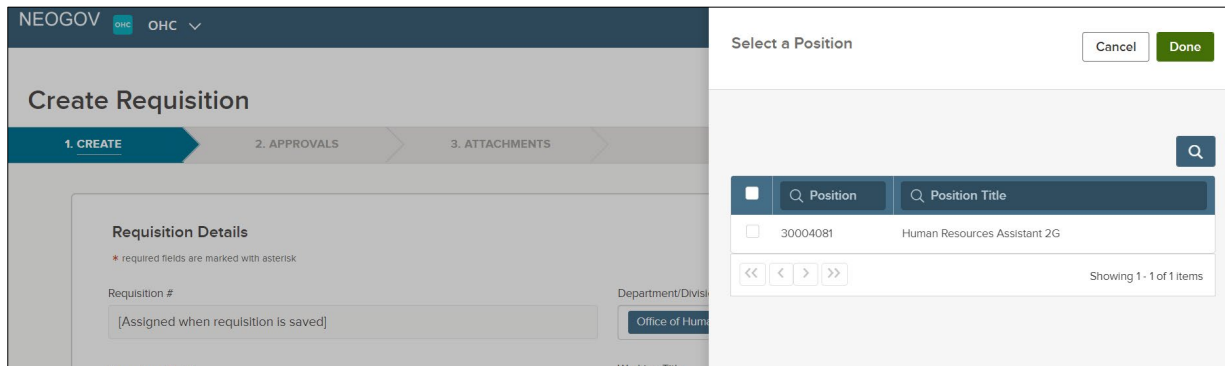 NEOGOV OHC OHC
Create Requisition
1. CREATE 2. APPROVALS 3. ATTACHMENTS
Requisition Details
* required fields are marked with asterisk
Requisition #
[Assigned when requisition is saved]
Department/Divisi
Office of Huma
Select a Position
Cancel Done
Position Position Title
30004081 Human Resources Assistant 2G
<< < > >> Showing 1 - 1 of 1 items